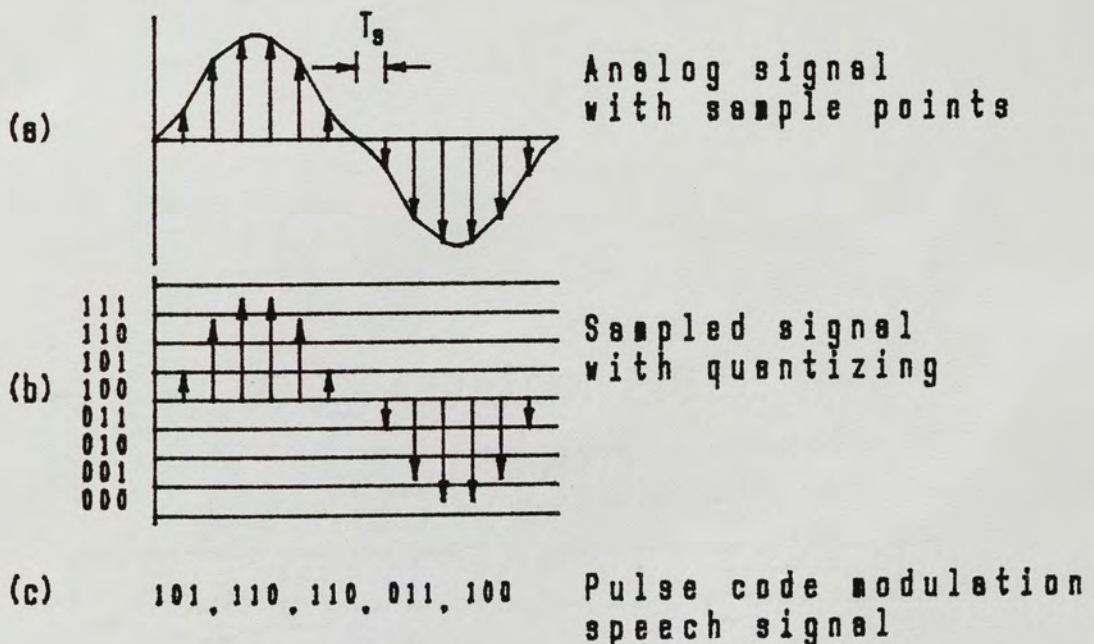 Ts
(a)
Analog signal
with sample points
111
110
101
100
(b)
011
010
001
000
Sampled signal
with quantizing
(c)
101, 110, 110, 011, 100
Pulse code modulation
speech signal